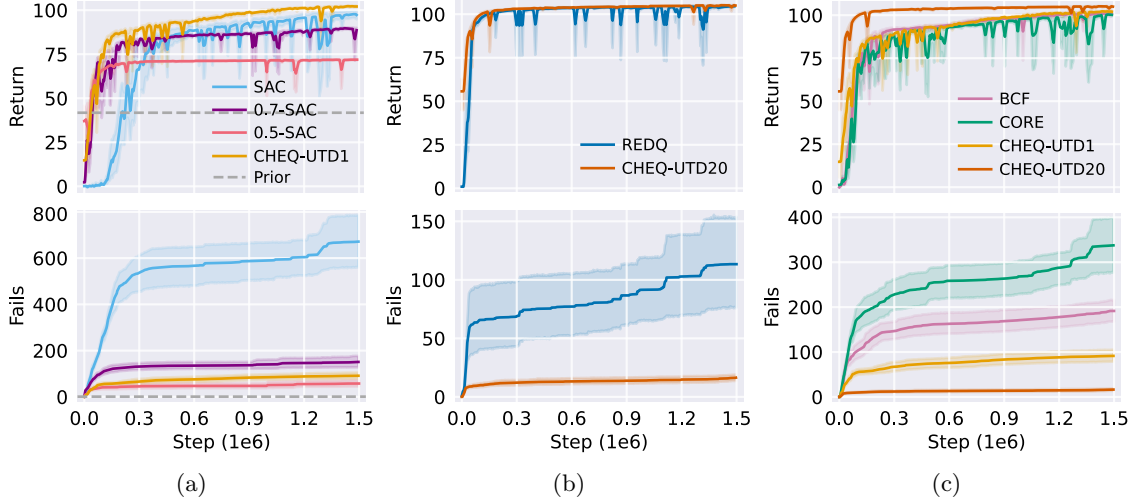 Return
100
75
50
25
0
SAC
0.7-SAC
0.5-SAC
CHEQ-UTD1
Prior
Return
100
75
50
25
0
REDQ
CHEQ-UTD20
Return
100
75
50
25
0
BCF
CORE
CHEQ-UTD1
CHEQ-UTD20
Fails
800
600
400
200
0
0.0 0.3 0.6 0.9 1.2 1.5
Step (1e6)
Fails
150
100
50
0
0.0 0.3 0.6 0.9 1.2 1.5
Step (1e6)
Fails
400
300
200
100
0
0.0 0.3 0.6 0.9 1.2 1.5
Step (1e6)
(a)
(b)
(c)